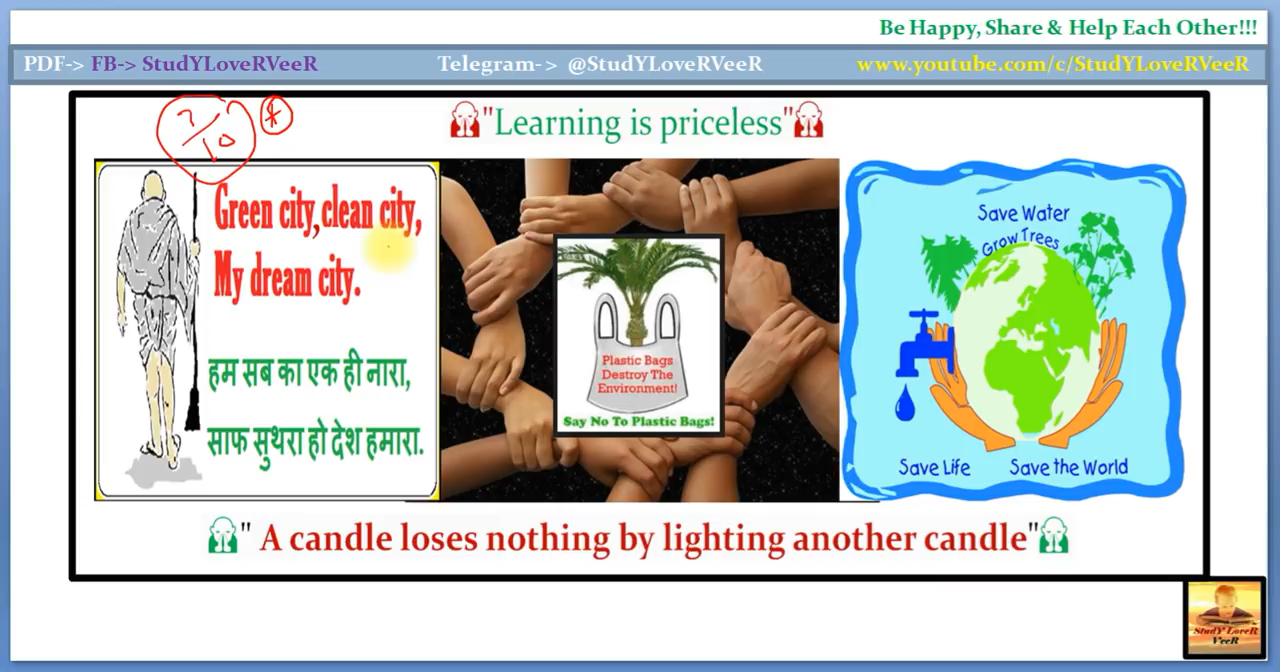 Be Happy, Share & Help Each Other!!!
PDF-> FB-> StudYLoveRVeeR Telegram-> @StudYLoveRVeeR www.youtube.com/c/StudYLoveRVeeR
?/10 *
"Learning is priceless"
Green city, clean city,
My dream city.
हम सब का एक ही नारा,
साफ सुथरा हो देश हमारा.
Plastic Bags
Destroy The
Environment!
Say No To Plastic Bags!
Save Water
Grow Trees
Save Life Save the World
" A candle loses nothing by lighting another candle"
StudY LoveR
VeeR